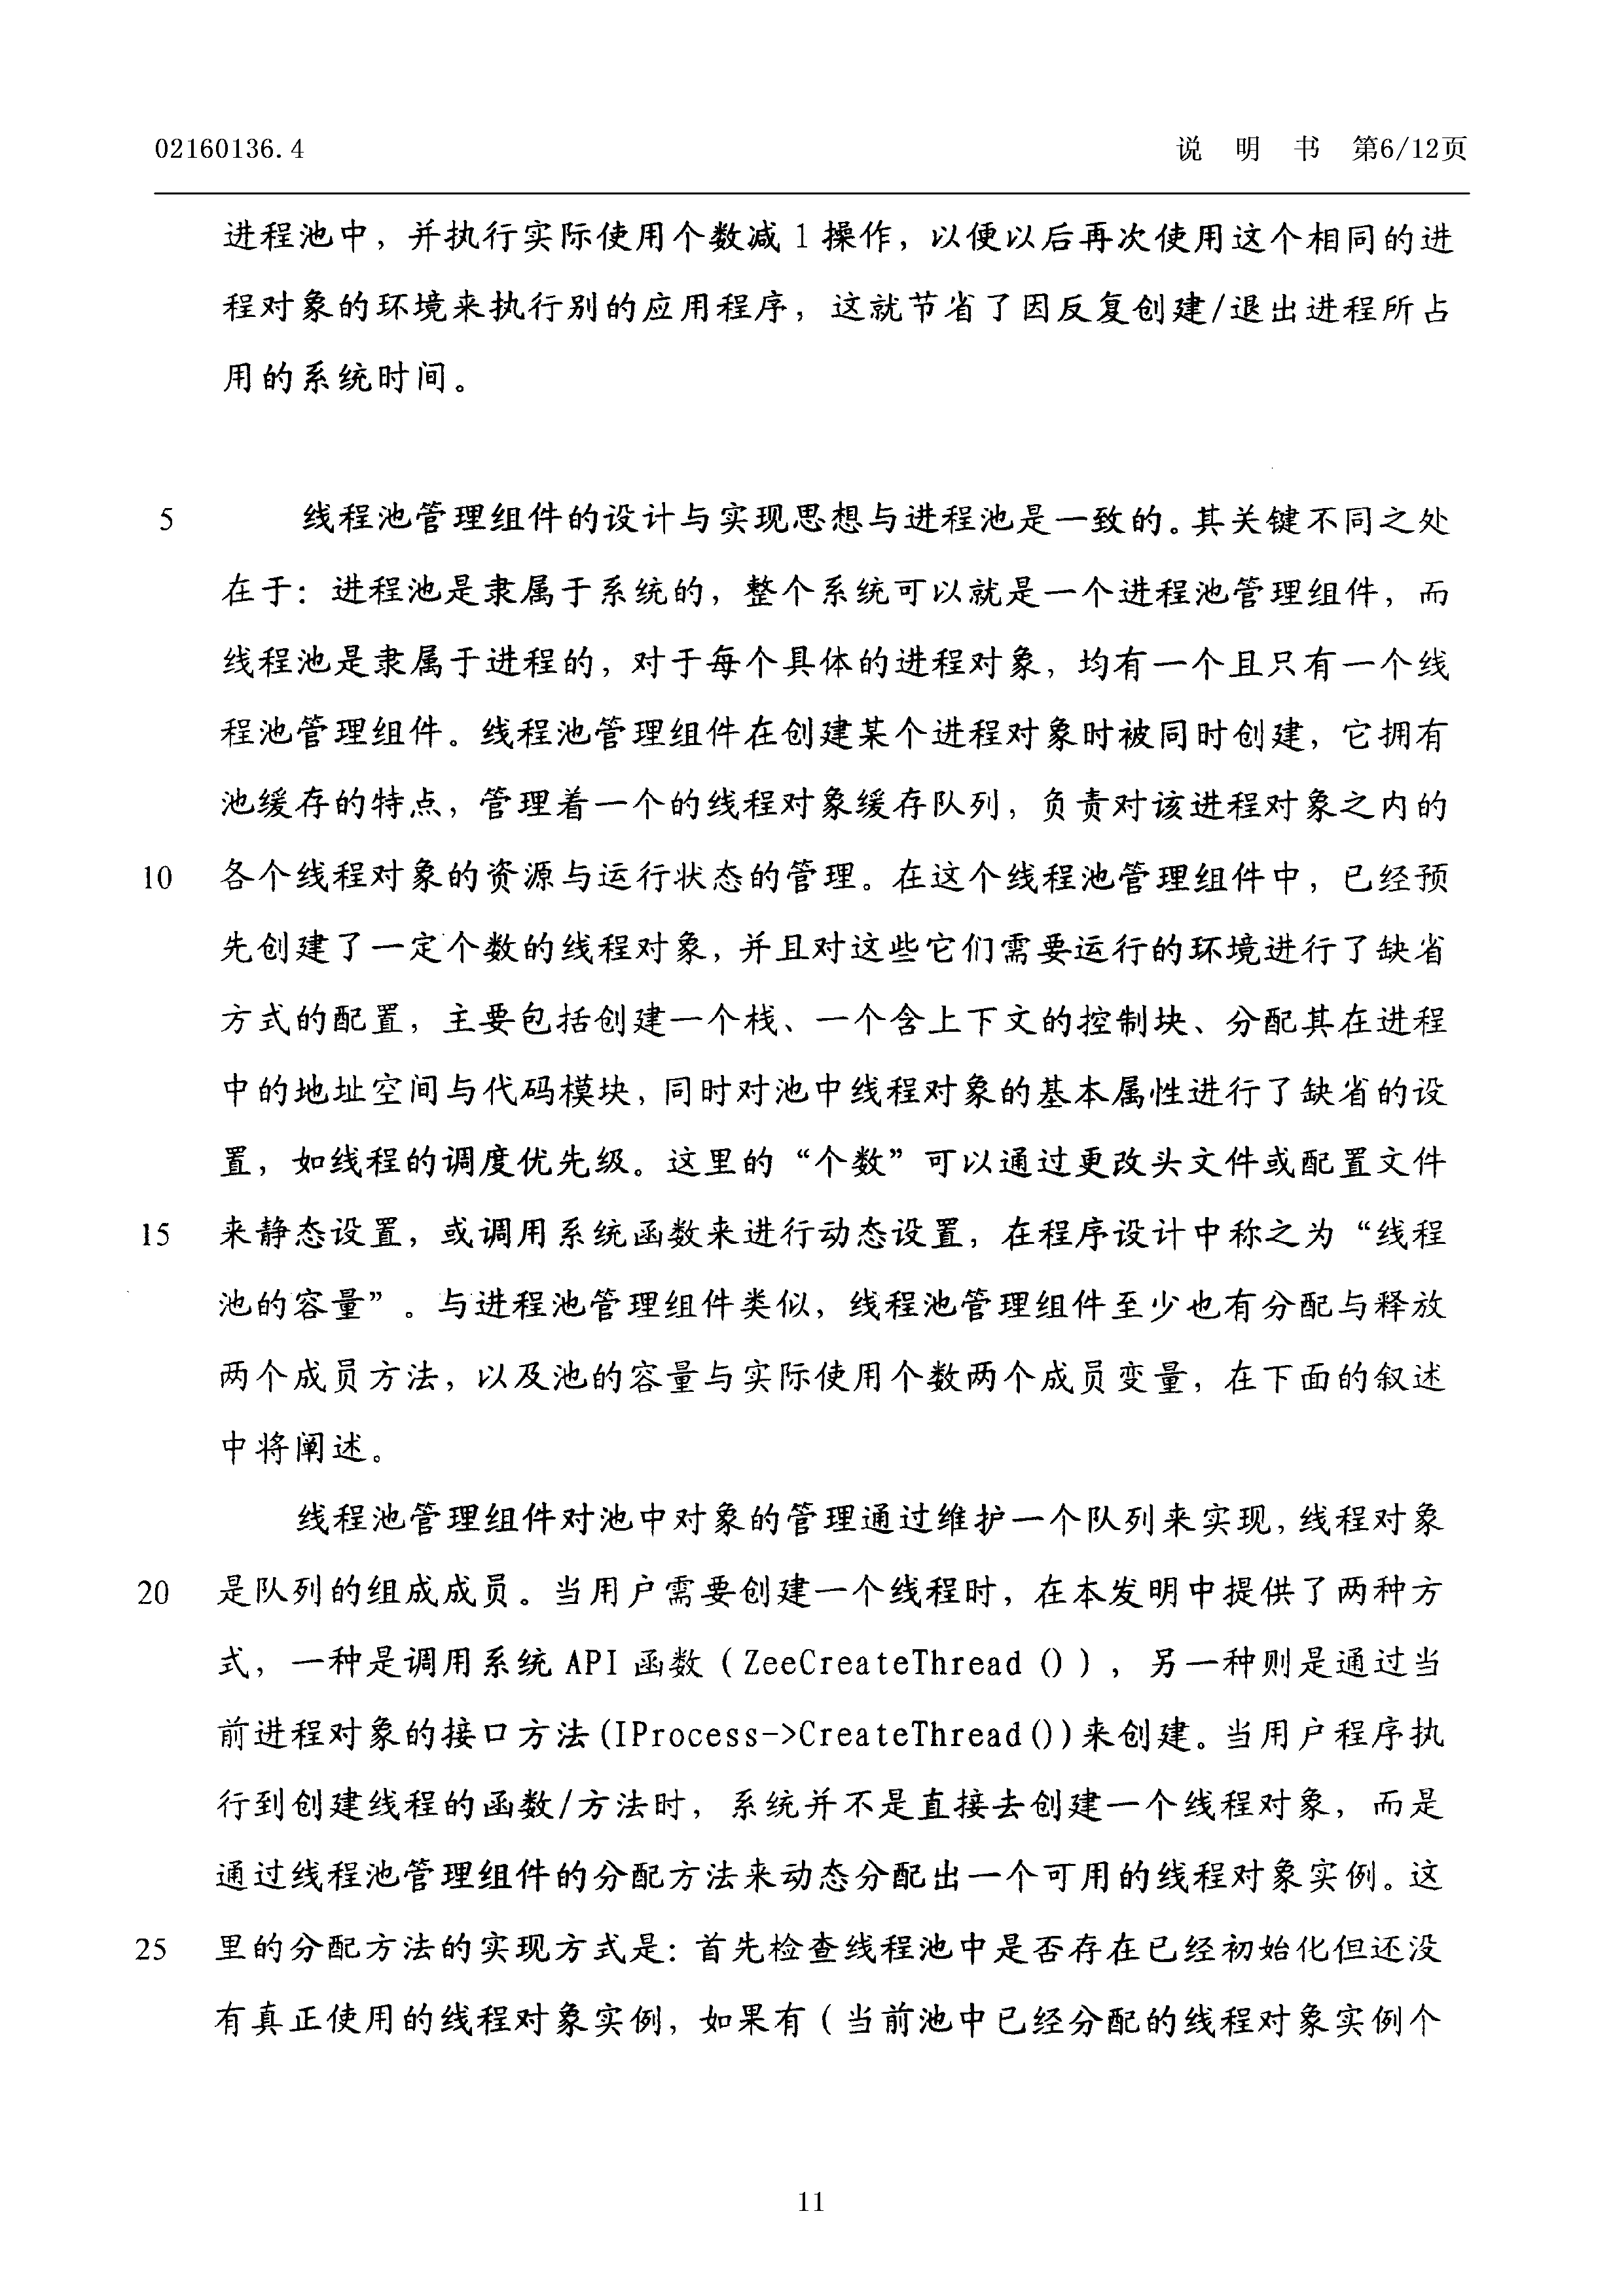 02160136.4 说 明 书 第6/12页
进程池中，并执行实际使用个数减 1 操作，以便以后再次使用这个相同的进
程对象的环境来执行别的应用程序，这就节省了因反复创建/退出进程所占
用的系统时间。
5 线程池管理组件的设计与实现思想与进程池是一致的。其关键不同之处
在于：进程池是隶属于系统的，整个系统可以就是一个进程池管理组件，而
线程池是隶属于进程的，对于每个具体的进程对象，均有一个且只有一个线
程池管理组件。线程池管理组件在创建某个进程对象时被同时创建，它拥有
池缓存的特点，管理着一个的线程对象缓存队列，负责对该进程对象之内的
10 各个线程对象的资源与运行状态的管理。在这个线程池管理组件中，已经预
先创建了一定个数的线程对象，并且对这些它们需要运行的环境进行了缺省
方式的配置，主要包括创建一个栈、一个含上下文的控制块、分配其在进程
中的地址空间与代码模块，同时对池中线程对象的基本属性进行了缺省的设
置，如线程的调度优先级。这里的“个数”可以通过更改头文件或配置文件
15 来静态设置，或调用系统函数来进行动态设置，在程序设计中称之为“线程
池的容量”。与进程池管理组件类似，线程池管理组件至少也有分配与释放
两个成员方法，以及池的容量与实际使用个数两个成员变量，在下面的叙述
中将阐述。
线程池管理组件对池中对象的管理通过维护一个队列来实现，线程对象
20 是队列的组成成员。当用户需要创建一个线程时，在本发明中提供了两种方
式，一种是调用系统 API 函数（ZeeCreateThread ()），另一种则是通过当
前进程对象的接口方法(IProcess->CreateThread())来创建。当用户程序执
行到创建线程的函数/方法时，系统并不是直接去创建一个线程对象，而是
通过线程池管理组件的分配方法来动态分配出一个可用的线程对象实例。这
25 里的分配方法的实现方式是：首先检查线程池中是否存在已经初始化但还没
有真正使用的线程对象实例，如果有（当前池中已经分配的线程对象实例个
11